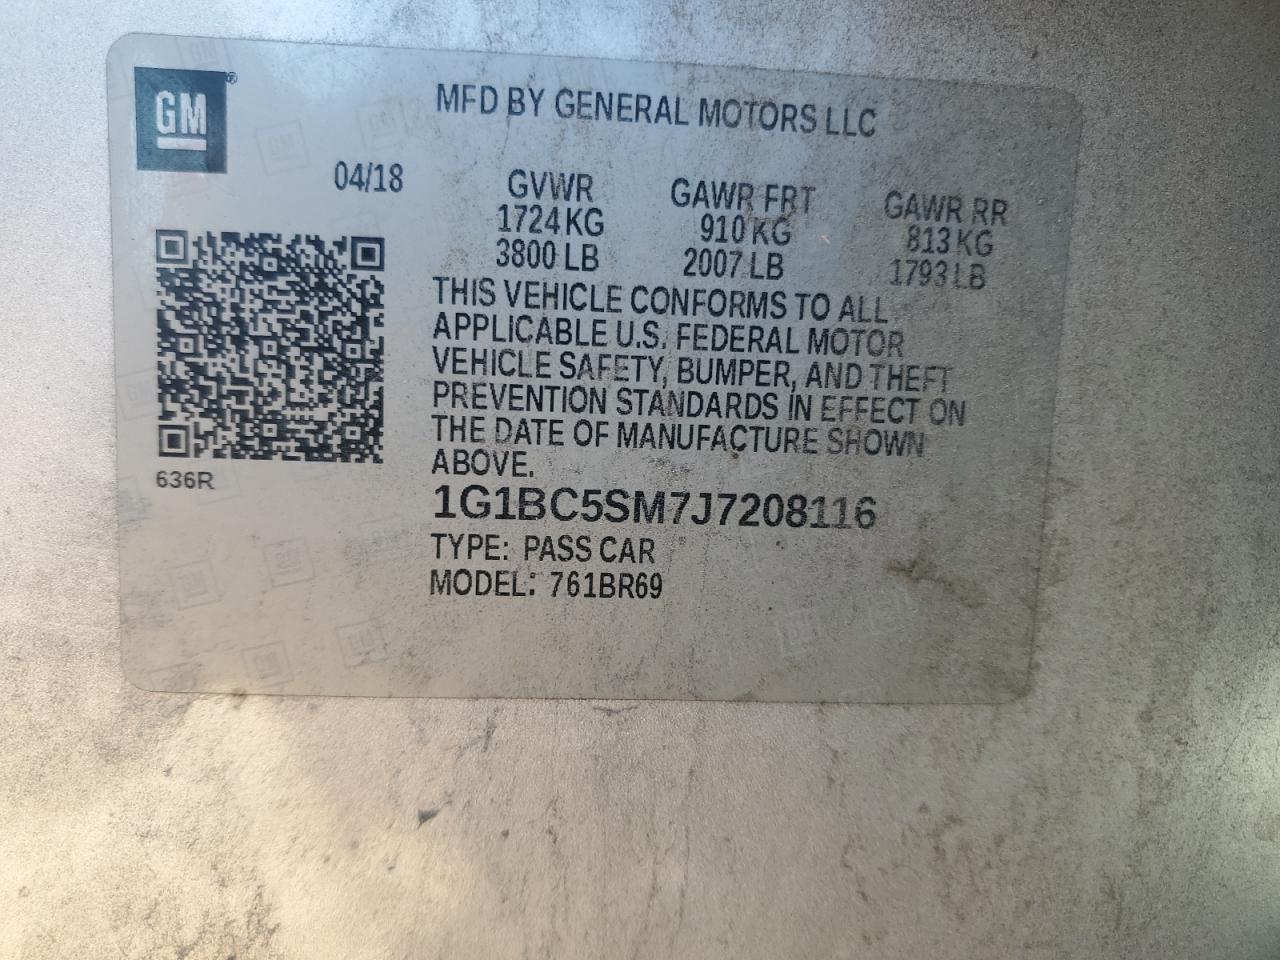 GM
MFD BY GENERAL MOTORS LLC
04/18
GVWR GAWR FRT GAWR RR
1724 KG 910 KG 813 KG
3800 LB 2007 LB 1793 LB
THIS VEHICLE CONFORMS TO ALL
APPLICABLE U.S. FEDERAL MOTOR
VEHICLE SAFETY, BUMPER, AND THEFT
PREVENTION STANDARDS IN EFFECT ON
THE DATE OF MANUFACTURE SHOWN
ABOVE.
636R
1G1BC5SM7J7208116
TYPE: PASS CAR
MODEL: 761BR69